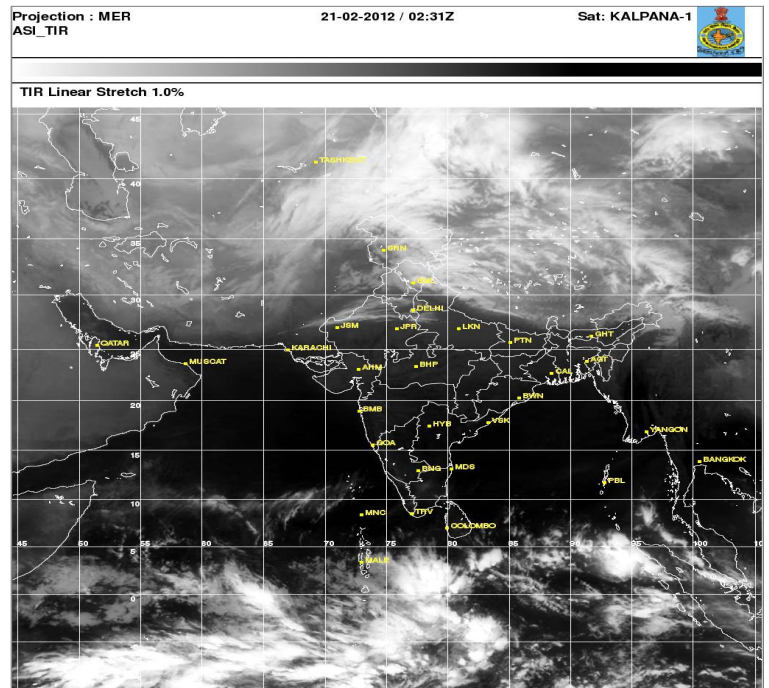 Projection : MER 21-02-2012 / 02:31Z Sat: KALPANA-1
ASI_TIR
TIR Linear Stretch 1.0%
45
TASHKENT
40
35
SRN
30
DELHI
JSM JPR LKN PTN GHT
QATAR MUSCAT KARACHI
25
AHM BHP CAL AGT
20
BMB BWN
HYB VSK YANGON
15
GOA
BNG MDS BANGKOK
PBL
10
MNC TRV
COLOMBO
45 50 55 60 65 70 75 80 85 90 95 100
5
MALE
0